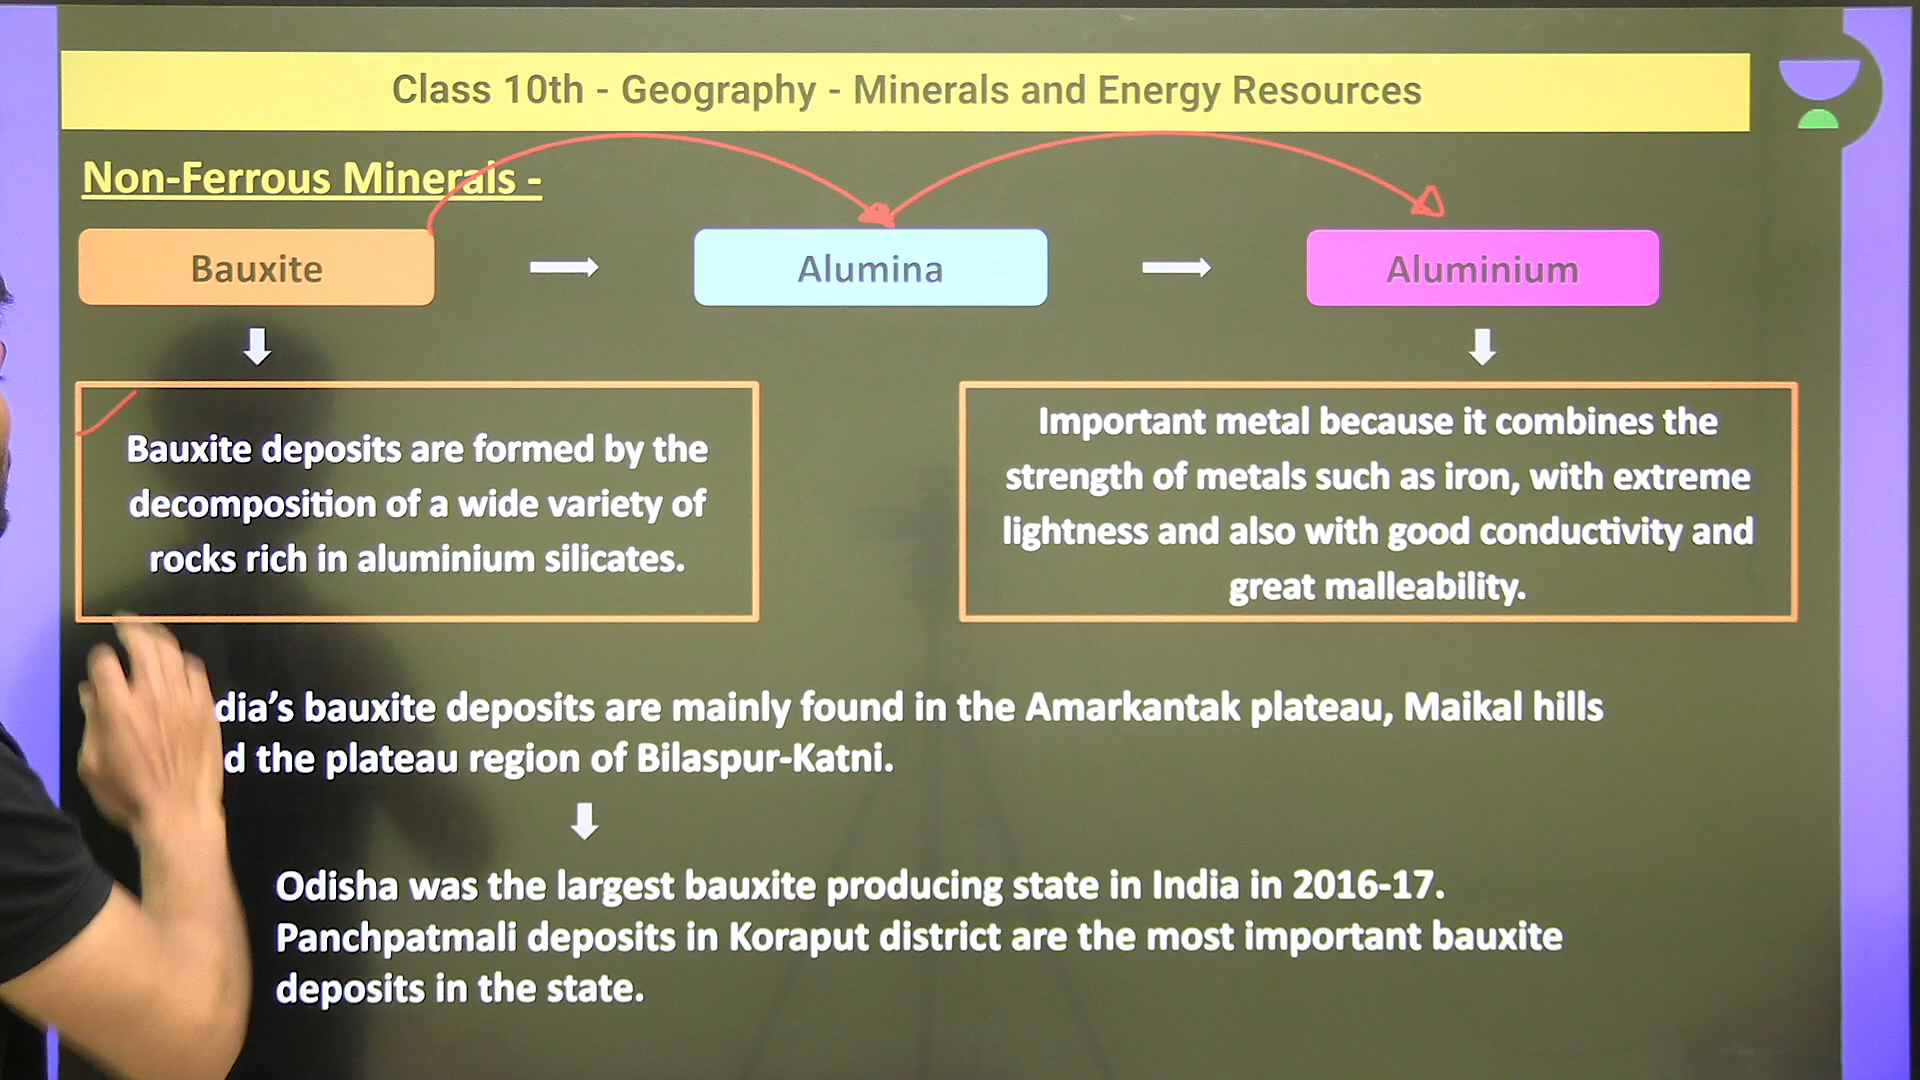 Class 10th - Geography - Minerals and Energy Resources
Non-Ferrous Minerals -
Bauxite
Alumina
Aluminium
Bauxite deposits are formed by the
decomposition of a wide variety of
rocks rich in aluminium silicates.
Important metal because it combines the
strength of metals such as iron, with extreme
lightness and also with good conductivity and
great malleability.
dia's bauxite deposits are mainly found in the Amarkantak plateau, Maikal hills
d the plateau region of Bilaspur-Katni.
Odisha was the largest bauxite producing state in India in 2016-17.
Panchpatmali deposits in Koraput district are the most important bauxite
deposits in the state.